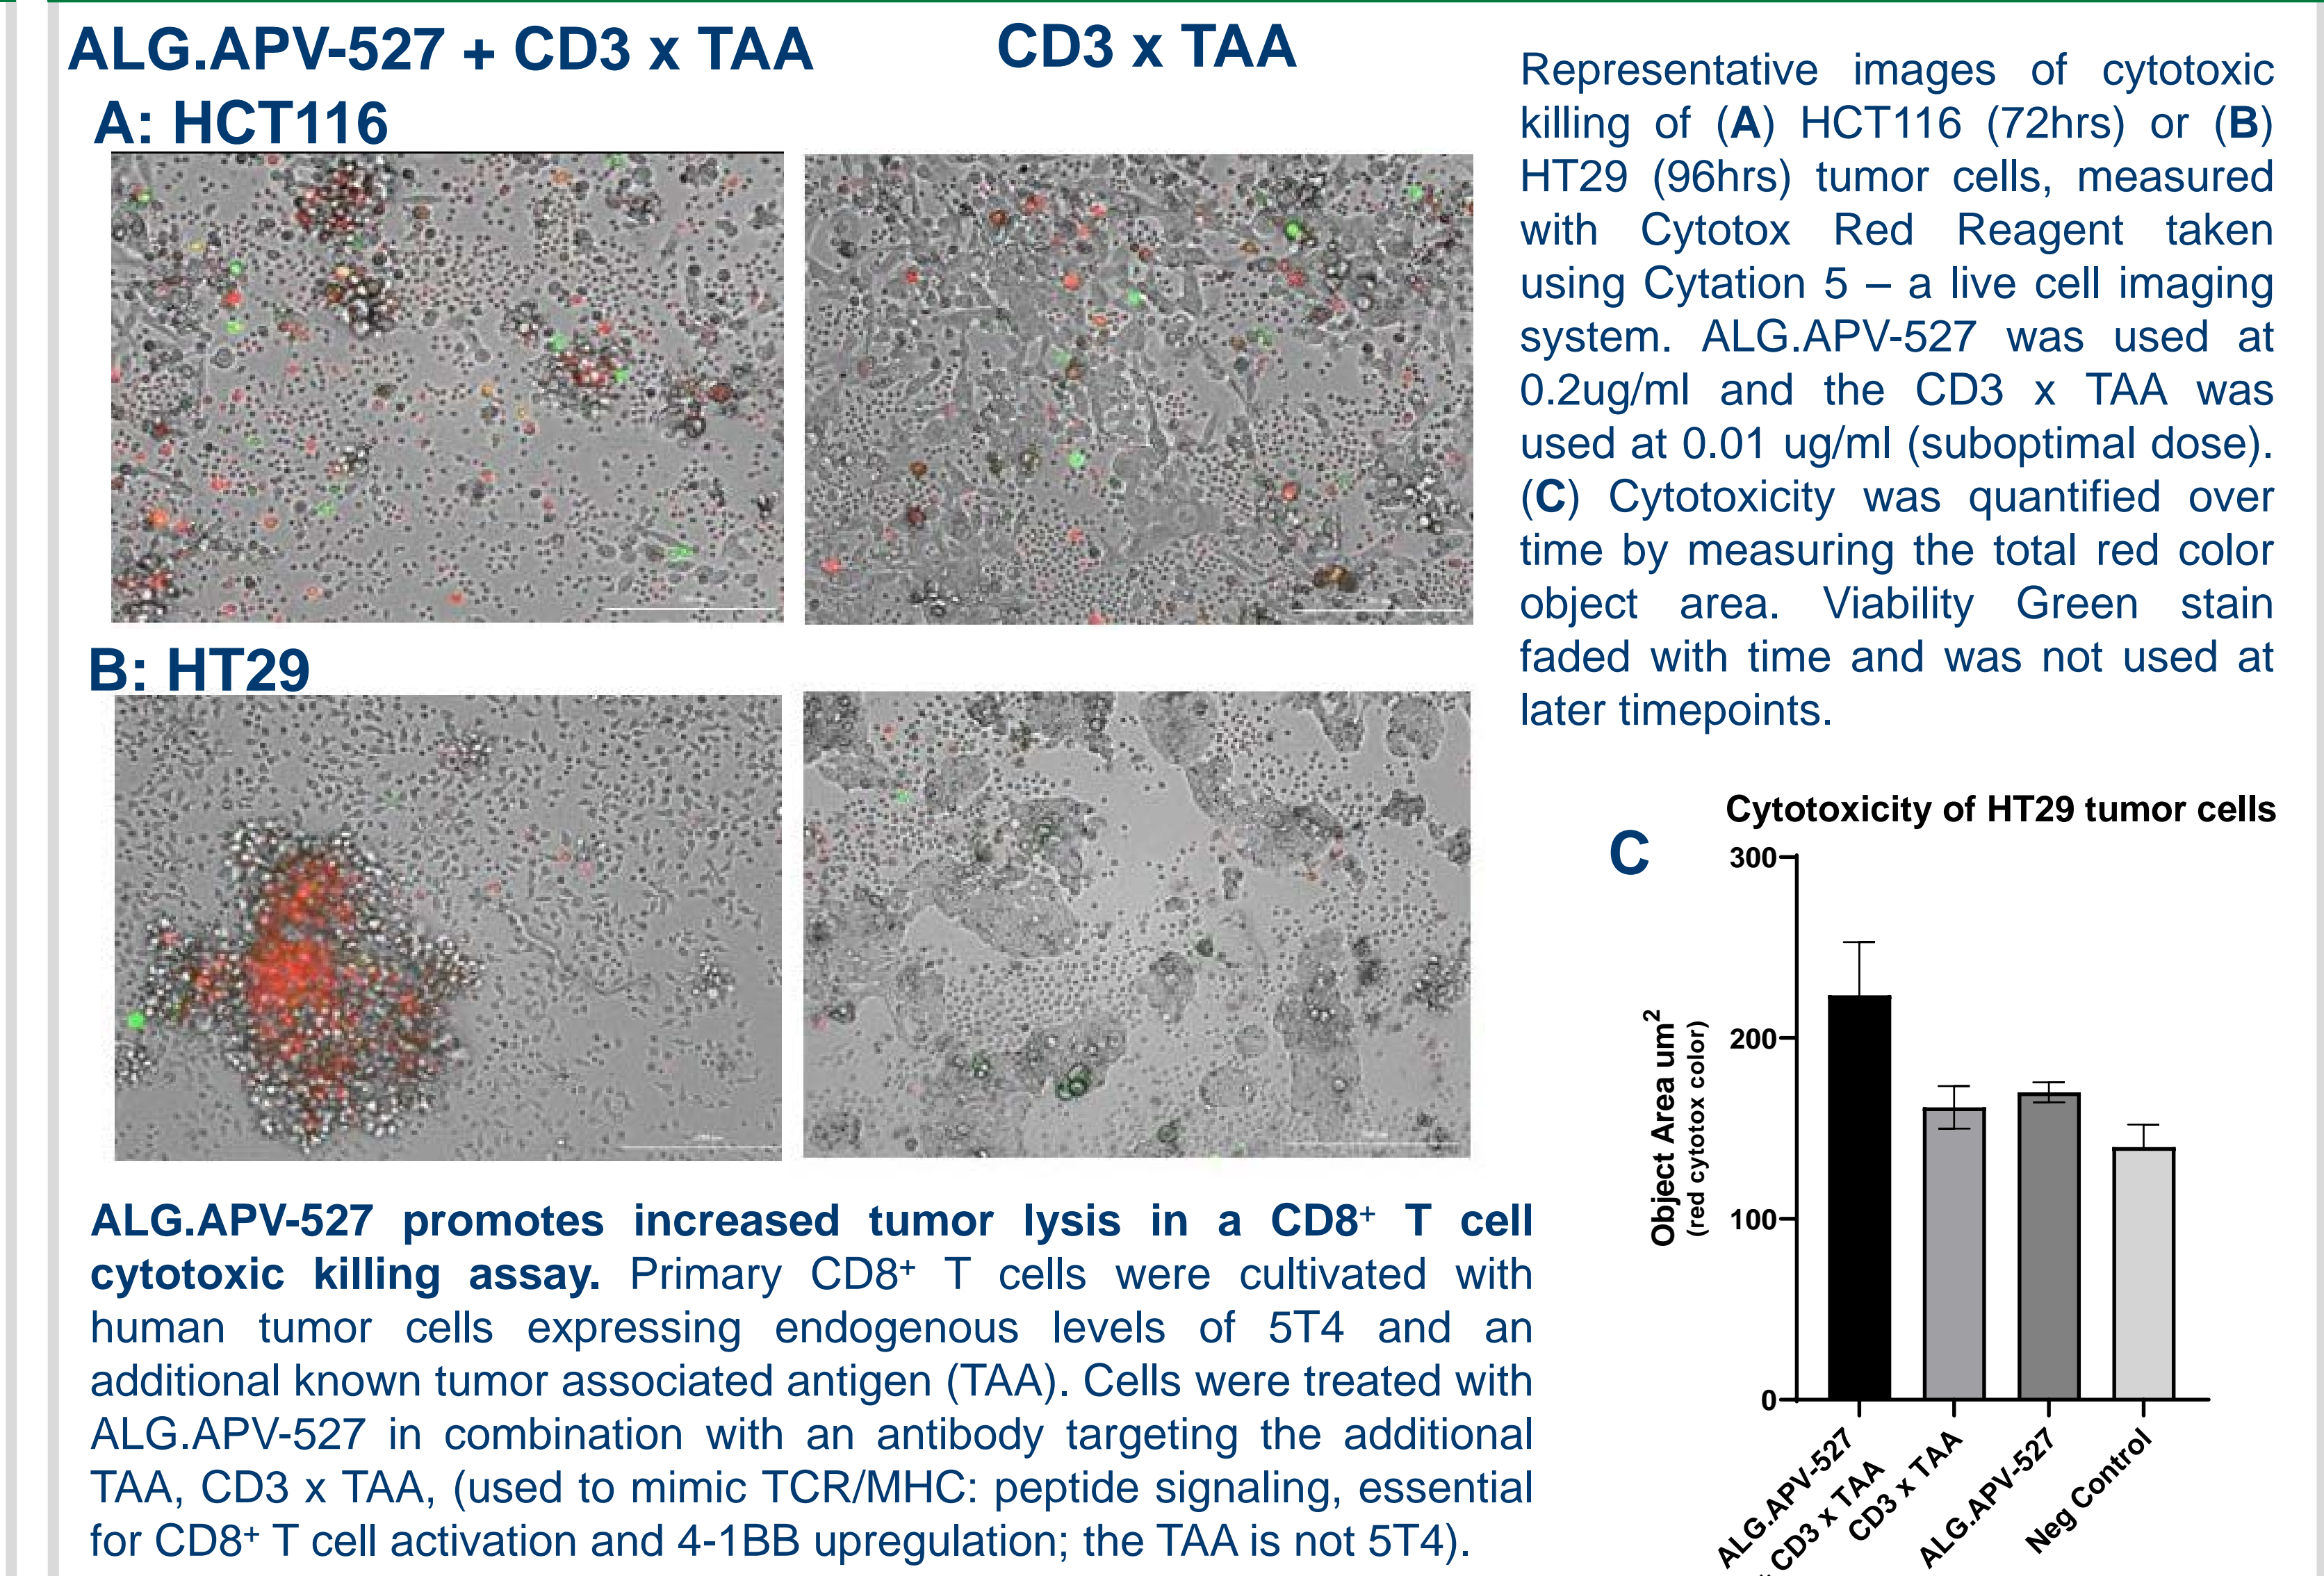 ALG.APV-527 + CD3 x TAA
CD3 x TAA
A: HCT116
B: HT29
Representative images of cytotoxic
killing of (A) HCT116 (72hrs) or (B)
HT29 (96hrs) tumor cells, measured
with Cytotox Red Reagent taken
using Cytation 5 – a live cell imaging
system. ALG.APV-527 was used at
0.2ug/ml and the CD3 x TAA was
used at 0.01 ug/ml (suboptimal dose).
(C) Cytotoxicity was quantified over
time by measuring the total red color
object area. Viability Green stain
faded with time and was not used at
later timepoints.
ALG.APV-527 promotes increased tumor lysis in a CD8⁺ T cell
cytotoxic killing assay. Primary CD8⁺ T cells were cultivated with
human tumor cells expressing endogenous levels of 5T4 and an
additional known tumor associated antigen (TAA). Cells were treated with
ALG.APV-527 in combination with an antibody targeting the additional
TAA, CD3 x TAA, (used to mimic TCR/MHC: peptide signaling, essential
for CD8⁺ T cell activation and 4-1BB upregulation; the TAA is not 5T4).
C
Cytotoxicity of HT29 tumor cells
Object Area um²
(red cytotox color)
300
200
100
0
ALG.APV-527
CD3 x TAA
CD3 x TAA
ALG.APV-527
Neg Control